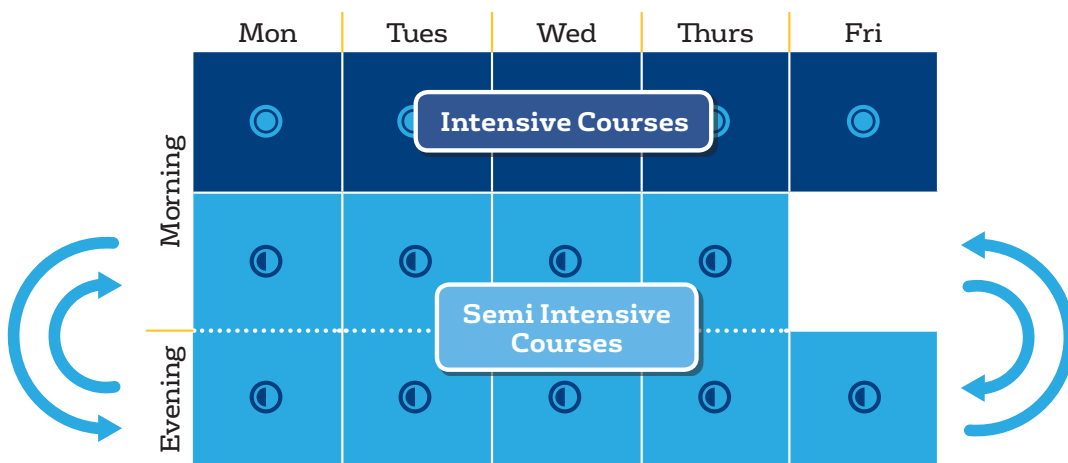 Mon Tues Wed Thurs Fri
Morning
Intensive Courses
Semi Intensive
Courses
Evening